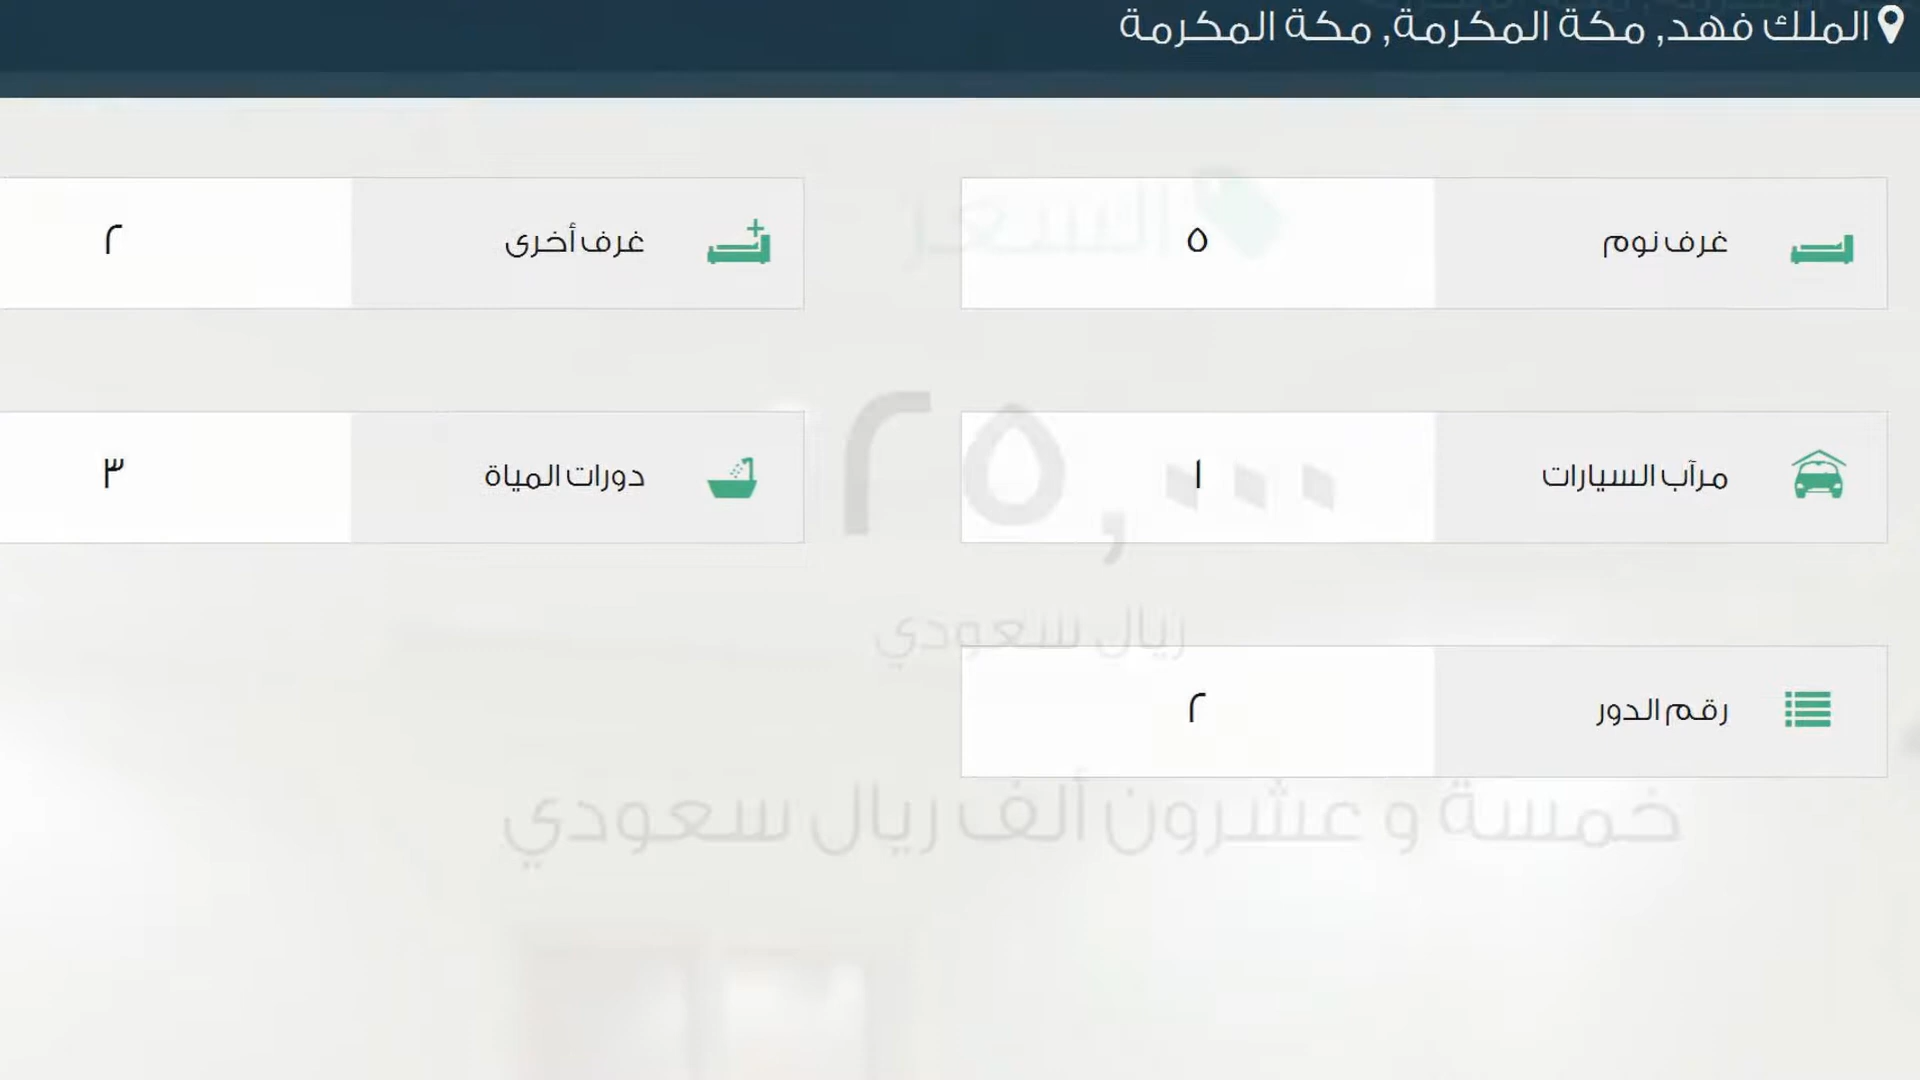 الملك فهد, مكة المكرمة, مكة المكرمة
السعر
غرف نوم ٥
غرف أخرى ٢
٢٥,٠٠٠
مرآب السيارات ١
دورات المياة ٣
ريال سعودي
رقم الدور ٢
خمسة و عشرون ألف ريال سعودي